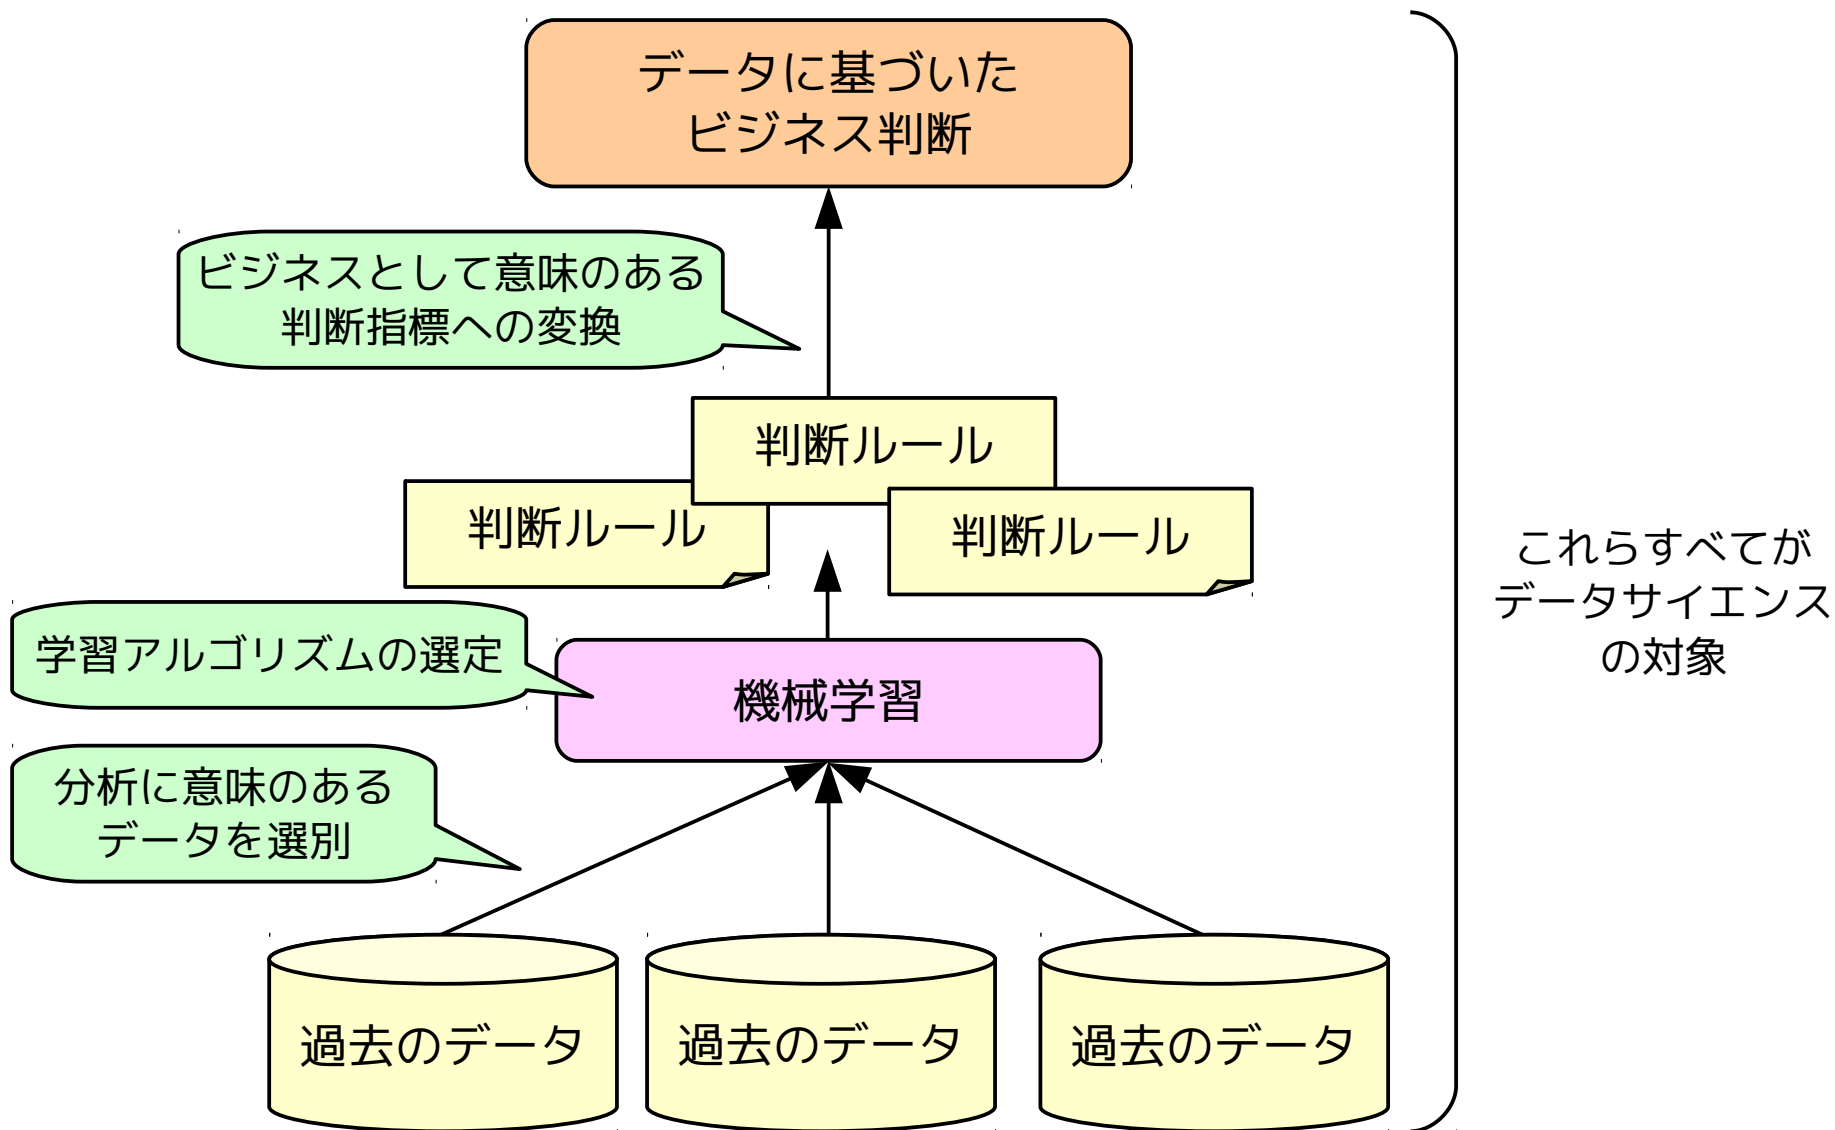 データに基づいた
ビジネス判断
ビジネスとして意味のある
判断指標への変換
判断ルール
判断ルール
判断ルール
これらすべてが
データサイエンス
の対象
学習アルゴリズムの選定
機械学習
分析に意味のある
データを選別
過去のデータ
過去のデータ
過去のデータ